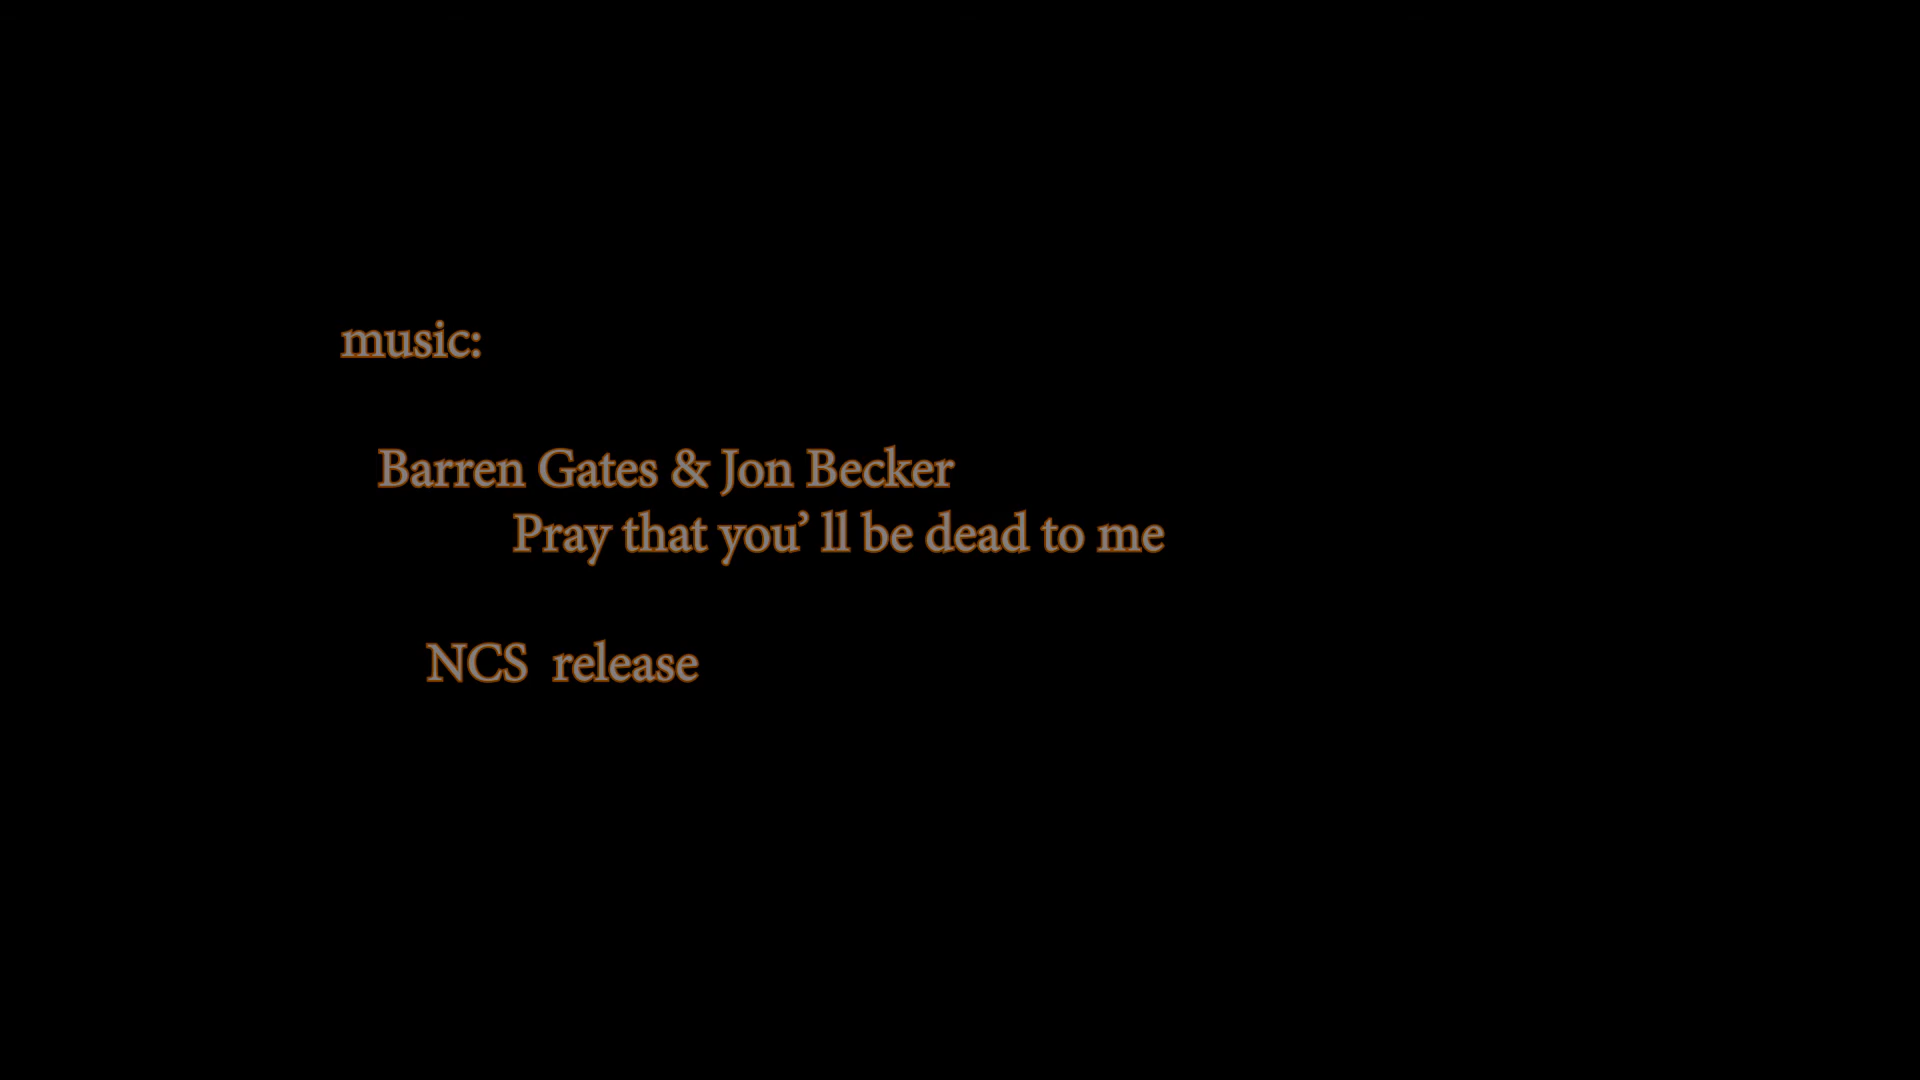 music:
Barren Gates & Jon Becker
Pray that you’ ll be dead to me
NCS  release